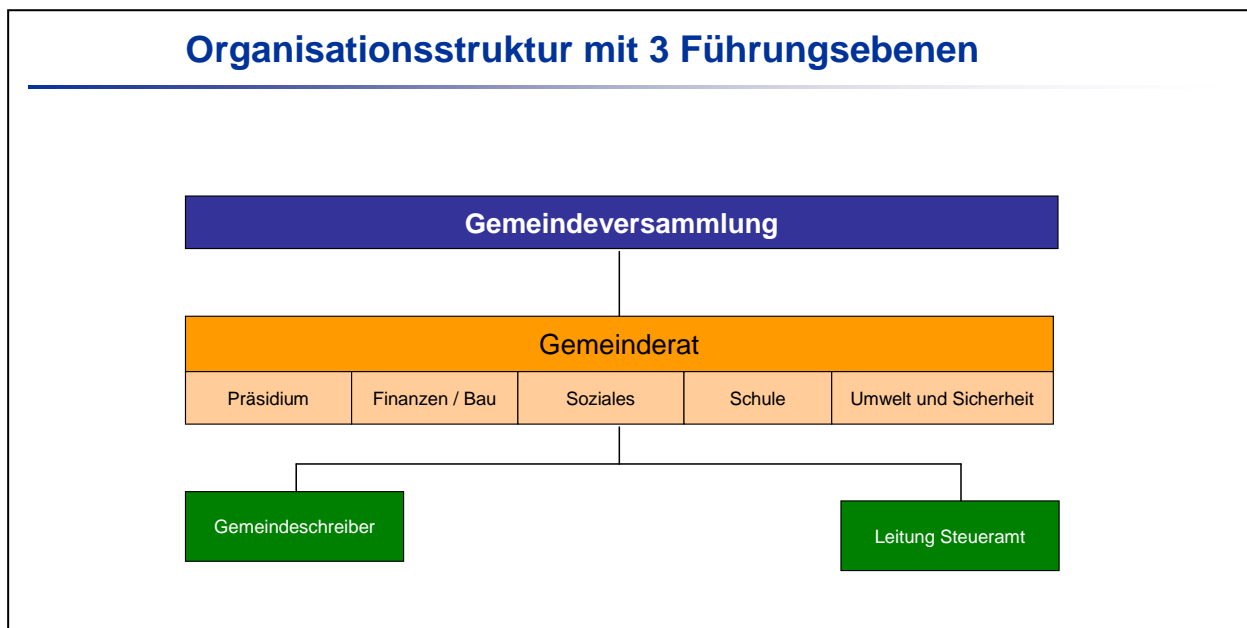 Organisationsstruktur mit 3 Führungsebenen
Gemeindeversammlung
Gemeinderat
Präsidium
Finanzen / Bau
Soziales
Schule
Umwelt und Sicherheit
Gemeindeschreiber
Leitung Steueramt